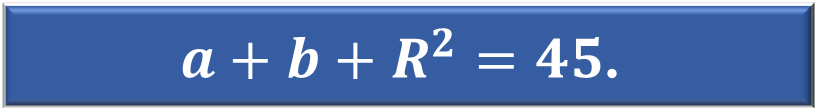 a + b + R² = 45.